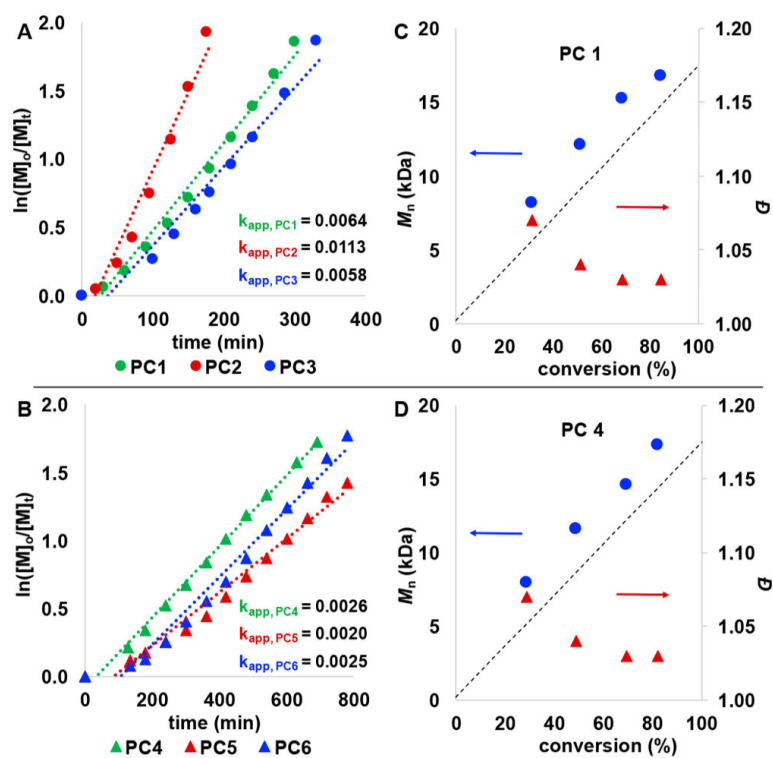 A
ln([M]₀/[M]ₜ)
2.0
1.5
1.0
0.5
0.0
kapp, PC1 = 0.0064
kapp, PC2 = 0.0113
kapp, PC3 = 0.0058
0 100 200 300 400
time (min)
PC1 PC2 PC3
C
PC 1
Mn (kDa)
20
15
10
5
0
1.20
1.15
1.10
1.05
1.00
Đ
0 20 40 60 80 100
conversion (%)
B
ln([M]₀/[M]ₜ)
2.0
1.5
1.0
0.5
0.0
kapp, PC4 = 0.0026
kapp, PC5 = 0.0020
kapp, PC6 = 0.0025
0 200 400 600 800
time (min)
PC4 PC5 PC6
D
PC 4
Mn (kDa)
20
15
10
5
0
1.20
1.15
1.10
1.05
1.00
Đ
0 20 40 60 80 100
conversion (%)